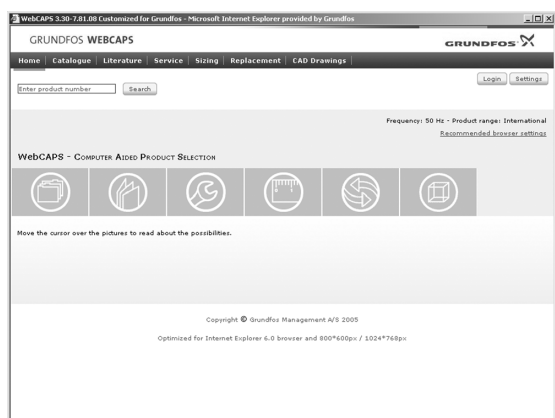 WebCAPS 3.30-7.81.08 Customized for Grundfos - Microsoft Internet Explorer provided by Grundfos
GRUNDFOS WEBCAPS
GRUNDFOS
Home | Catalogue | Literature | Service | Sizing | Replacement | CAD Drawings |
Login Settings
Enter product number Search
Frequency: 50 Hz - Product range: International
Recommended browser settings
WebCAPS - Computer Aided Product Selection
Move the cursor over the pictures to read about the possibilities.
Copyright © Grundfos Management A/S 2005
Optimized for Internet Explorer 6.0 browser and 800*600px / 1024*768px